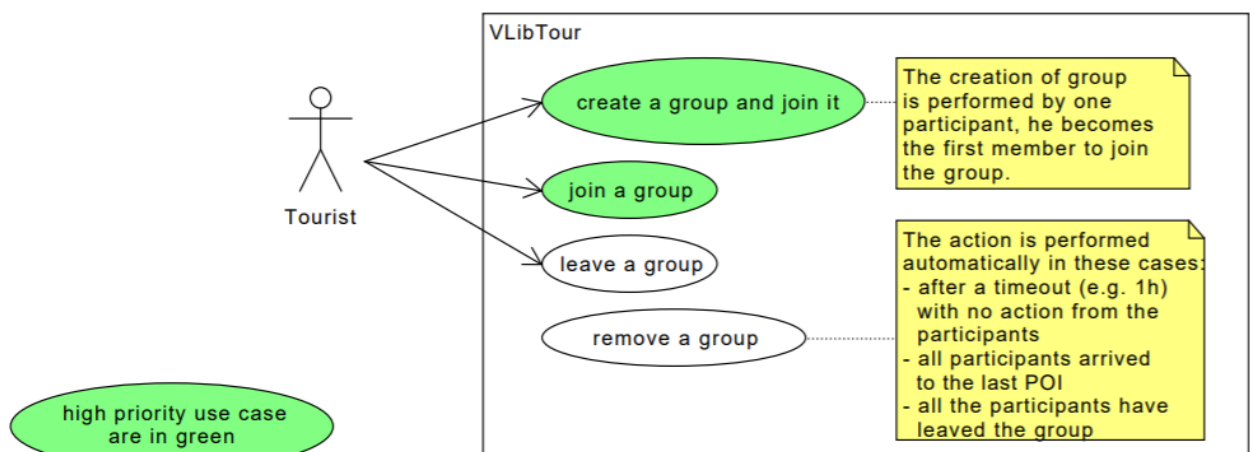 VLibTour
create a group and join it
The creation of group
is performed by one
participant, he becomes
the first member to join
the group.
join a group
Tourist
leave a group
The action is performed
automatically in these cases:
- after a timeout (e.g. 1h)
with no action from the
participants
- all participants arrived
to the last POI
- all the participants have
leaved the group
remove a group
high priority use case
are in green